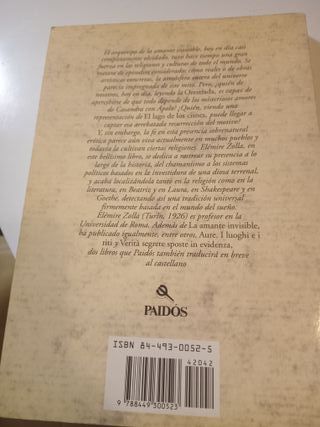 El arquetipo de la amante invisible, hoy en día casi
completamente olvidado, tuvo hace tiempo una gran
fuerza en las religiones y culturas de todo el mundo. Se
tratara de episodios considerados como reales o de obras
artísticas concretas, la atmósfera entera del universo
parecía impregnada de este mito. Pero, ¿quién de
nosotros, hoy en día, leyendo la Orestíada, es capaz de
apercibirse de que todo depende de los misteriosos amores
de Casandra con Apolo? ¿Quién, viendo una
representación de El lago de los cisnes, puede llegar a
captar esa arrebatada resurrección del motivo?
Y, sin embargo, la fe en esta presencia sobrenatural
erótica parece aún viva actualmente en muchos pueblos y
todavía la cultivan ciertas religiones. Elémire Zolla, en
este bellísimo libro, se dedica a rastrear su presencia a lo
largo de la historia, del chamanismo a los sistemas
políticos basados en la investidura de una diosa terrenal, y
acaba localizándola tanto en la religión como en la
literatura, en Beatriz y en Laura, en Shakespeare y en
Goethe, detectando así una tradición universal
firmemente basada en el mundo del sueño.
Elémire Zolla (Turín, 1926) es profesor en la
Universidad de Roma. Además de La amante invisible,
ha publicado igualmente, entre otros, Aure. I luoghi e i
riti y Verità segrete sposte in evidenza,
dos libros que Paidós también traducirá en breve
al castellano
PAIDÓS
ISBN 84-493-0052-5
42042
9 788449 300523